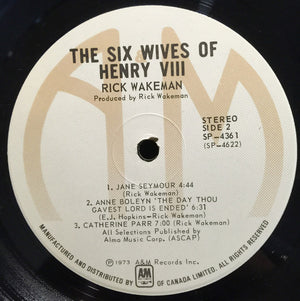 THE SIX WIVES OF
HENRY VIII
RICK WAKEMAN
Produced by Rick Wakeman
STEREO
SIDE 2
SP-4361
(SP-4622)
1. JANE SEYMOUR 4:44
(Rick Wakeman)
2. ANNE BOLEYN 'THE DAY THOU
GAVEST LORD IS ENDED' 6:31
(E.J. Hopkins-Rick Wakeman)
3. CATHERINE PARR 7:00 (Rick Wakeman)
All Selections Published by
Almo Music Corp. (ASCAP)
℗ 1973 A&M Records Inc.
MANUFACTURED AND DISTRIBUTED BY A&M RECORDS OF CANADA LIMITED. ALL RIGHTS RESERVED